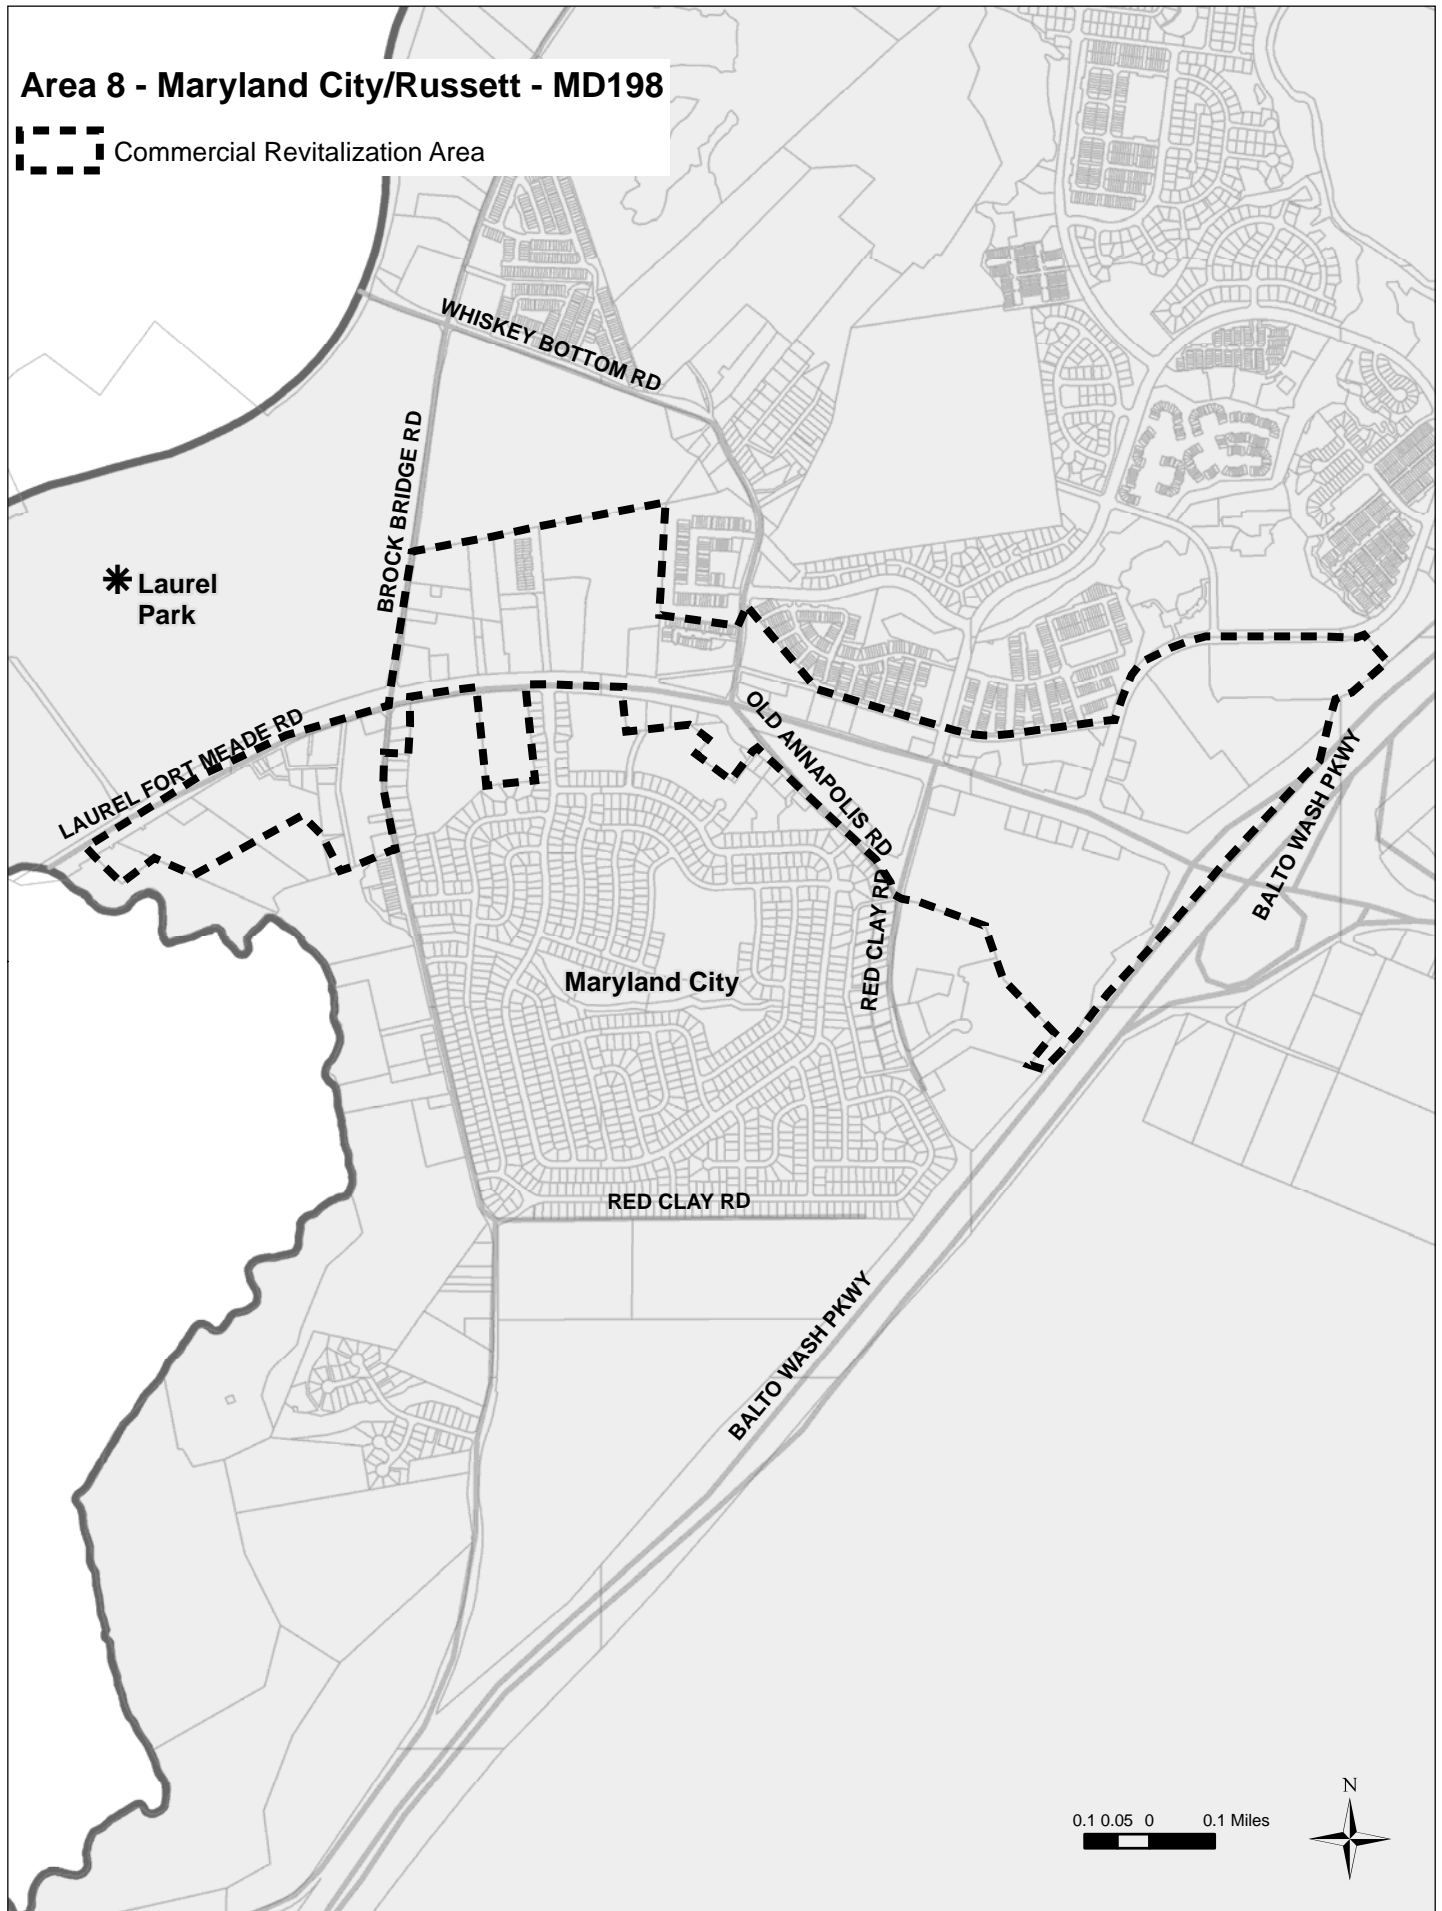 Area 8 - Maryland City/Russett - MD198
Commercial Revitalization Area
WHISKEY BOTTOM RD
BROCK BRIDGE RD
Laurel
Park
LAUREL FORT MEADE RD
OLD ANNAPOLIS RD
BALTO WASH PKWY
RED CLAY RD
Maryland City
RED CLAY RD
BALTO WASH PKWY
N
0.1 0.05 0 0.1 Miles